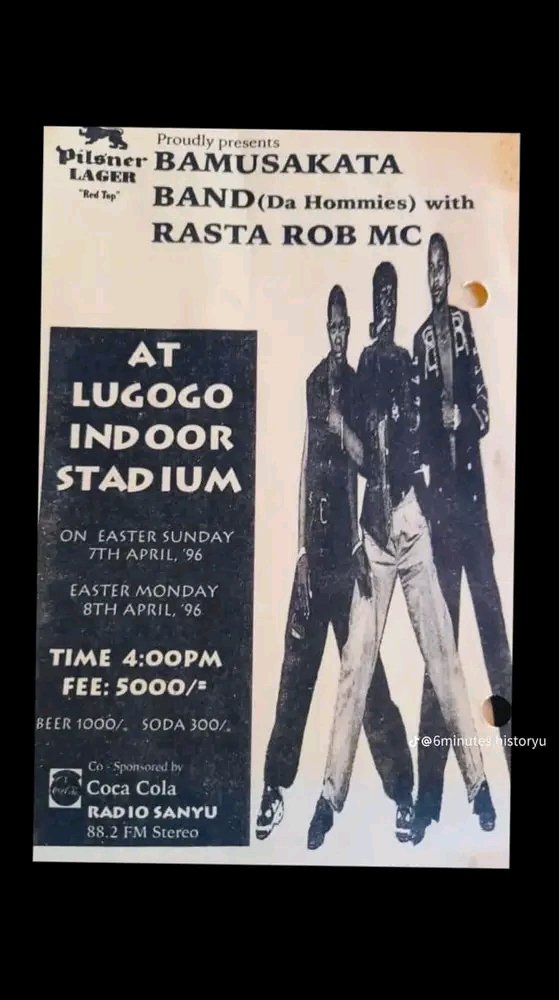 Pilsner
LAGER
"Red Top"
Proudly presents
BAMUSAKATA
BAND (Da Hommies) with
RASTA ROB MC
AT
LUGOGO
INDOOR
STADIUM
ON EASTER SUNDAY
7TH APRIL, '96
EASTER MONDAY
8TH APRIL, '96
TIME 4:00PM
FEE: 5000/=
BEER 1000/. SODA 300/.
Co - Sponsored by
Coca Cola
RADIO SANYU
88.2 FM Stereo
@6minutes historyu